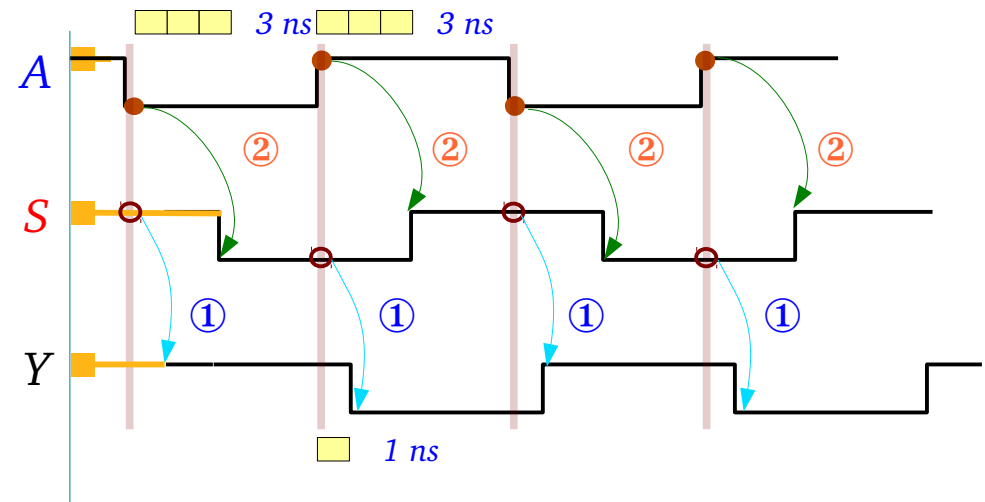 3 ns 3 ns
A
② ② ② ②
S
① ① ① ①
Y
1 ns